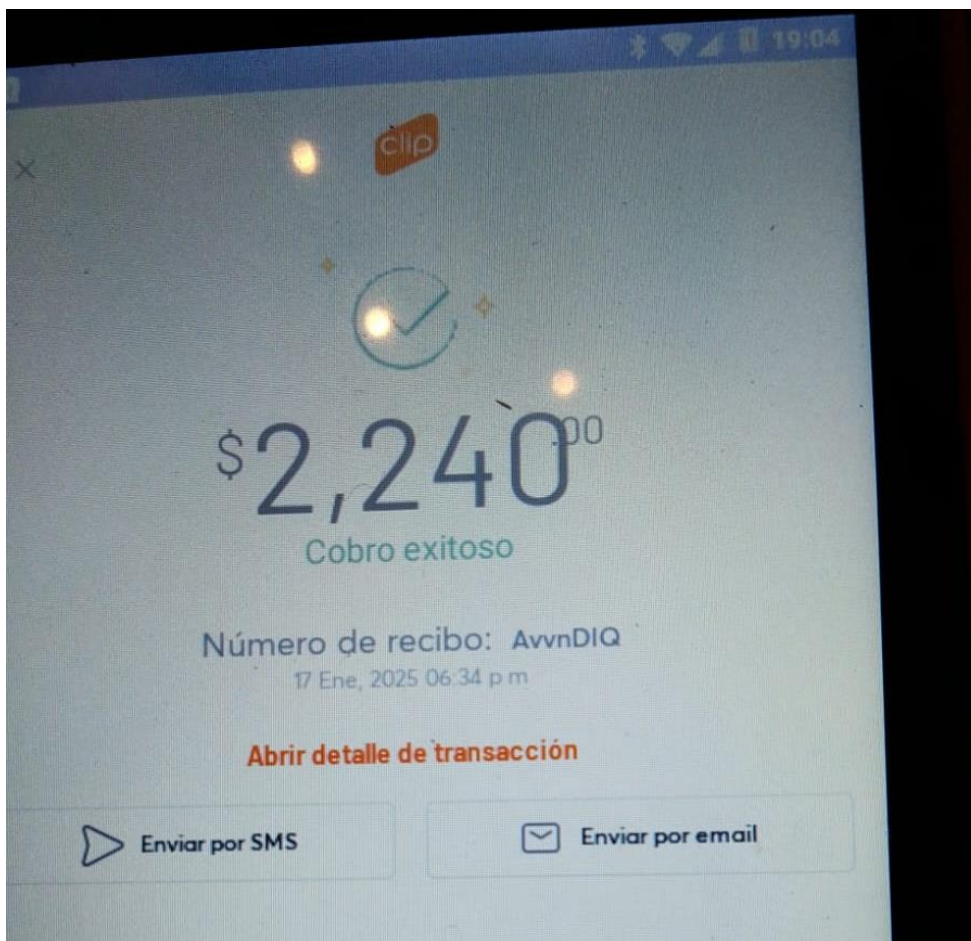 19:04
clip
$2,240.00
Cobro exitoso
Número de recibo: AvvnDIQ
17 Ene, 2025 06:34 p m
Abrir detalle de transacción
Enviar por SMS
Enviar por email